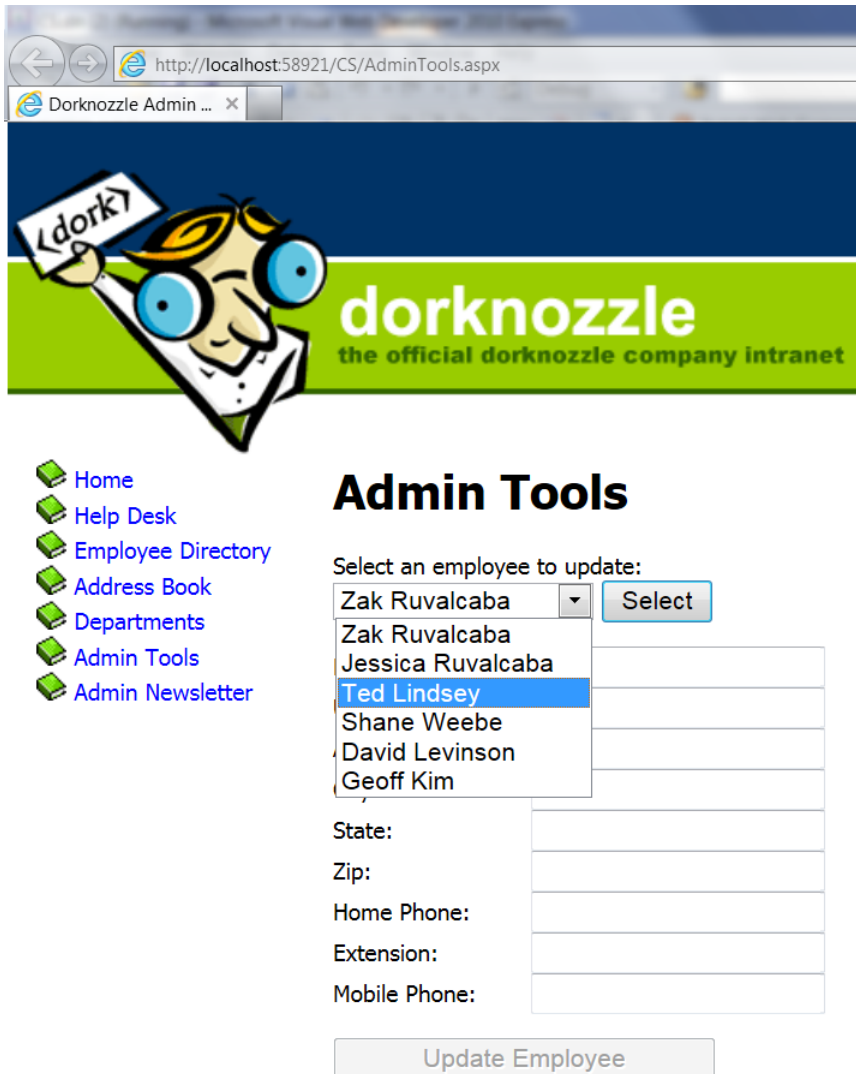 http://localhost:58921/CS/AdminTools.aspx
Dorknozzle Admin ...
<dork>
dorknozzle
the official dorknozzle company intranet
Home
Help Desk
Employee Directory
Address Book
Departments
Admin Tools
Admin Newsletter
Admin Tools
Select an employee to update:
Zak Ruvalcaba
Select
Zak Ruvalcaba
Jessica Ruvalcaba
Ted Lindsey
Shane Weebe
David Levinson
Geoff Kim
State:
Zip:
Home Phone:
Extension:
Mobile Phone:
Update Employee